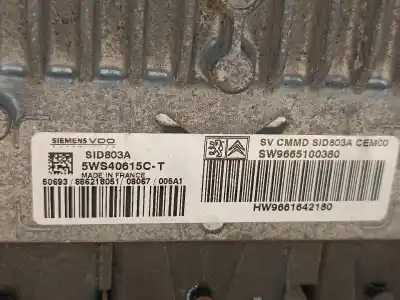 SIEMENS VDO
SID803A
5WS40615C-T
MADE IN FRANCE
50693/886218051/08067/005A1
SV CMMD SID803A CEM00
SW9665100380
HW9661642180